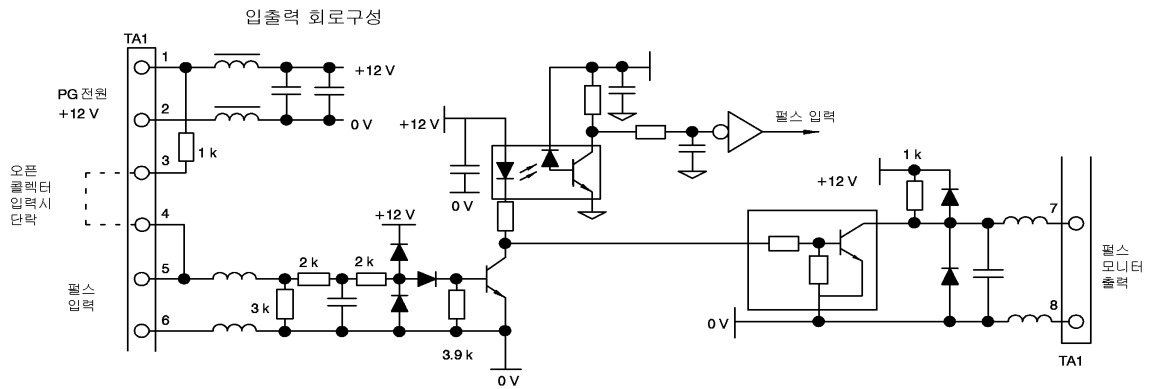 입출력 회로구성
TA1
1
+12 V
PG 전원
+12 V
2
0 V
3
1 k
오픈
콜렉터
입력시
단락
4
+12 V
5
2 k
2 k
펄스
입력
3 k
6
3.9 k
0 V
+12 V
0 V
펄스 입력
1 k
+12 V
7
펄스
모니터
출력
0 V
8
TA1